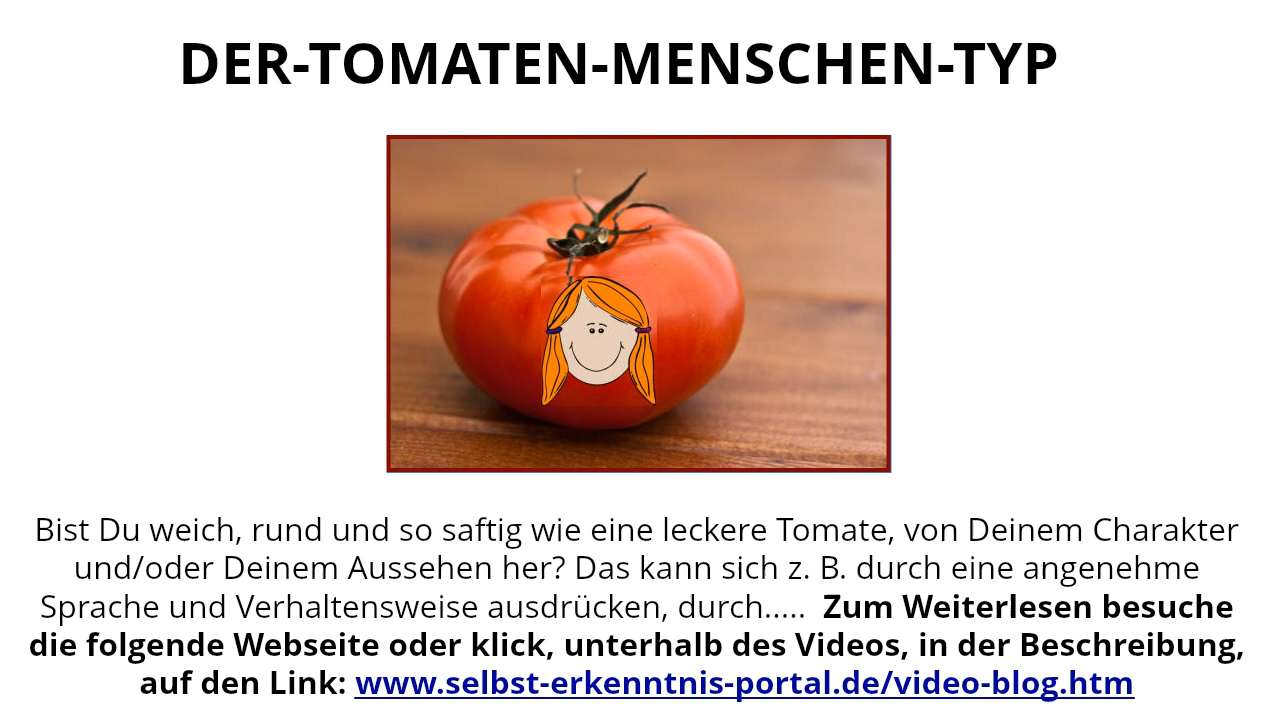 DER-TOMATEN-MENSCHEN-TYP
Bist Du weich, rund und so saftig wie eine leckere Tomate, von Deinem Charakter
und/oder Deinem Aussehen her? Das kann sich z. B. durch eine angenehme
Sprache und Verhaltensweise ausdrücken, durch..... Zum Weiterlesen besuche
die folgende Webseite oder klick, unterhalb des Videos, in der Beschreibung,
auf den Link: www.selbst-erkenntnis-portal.de/video-blog.htm